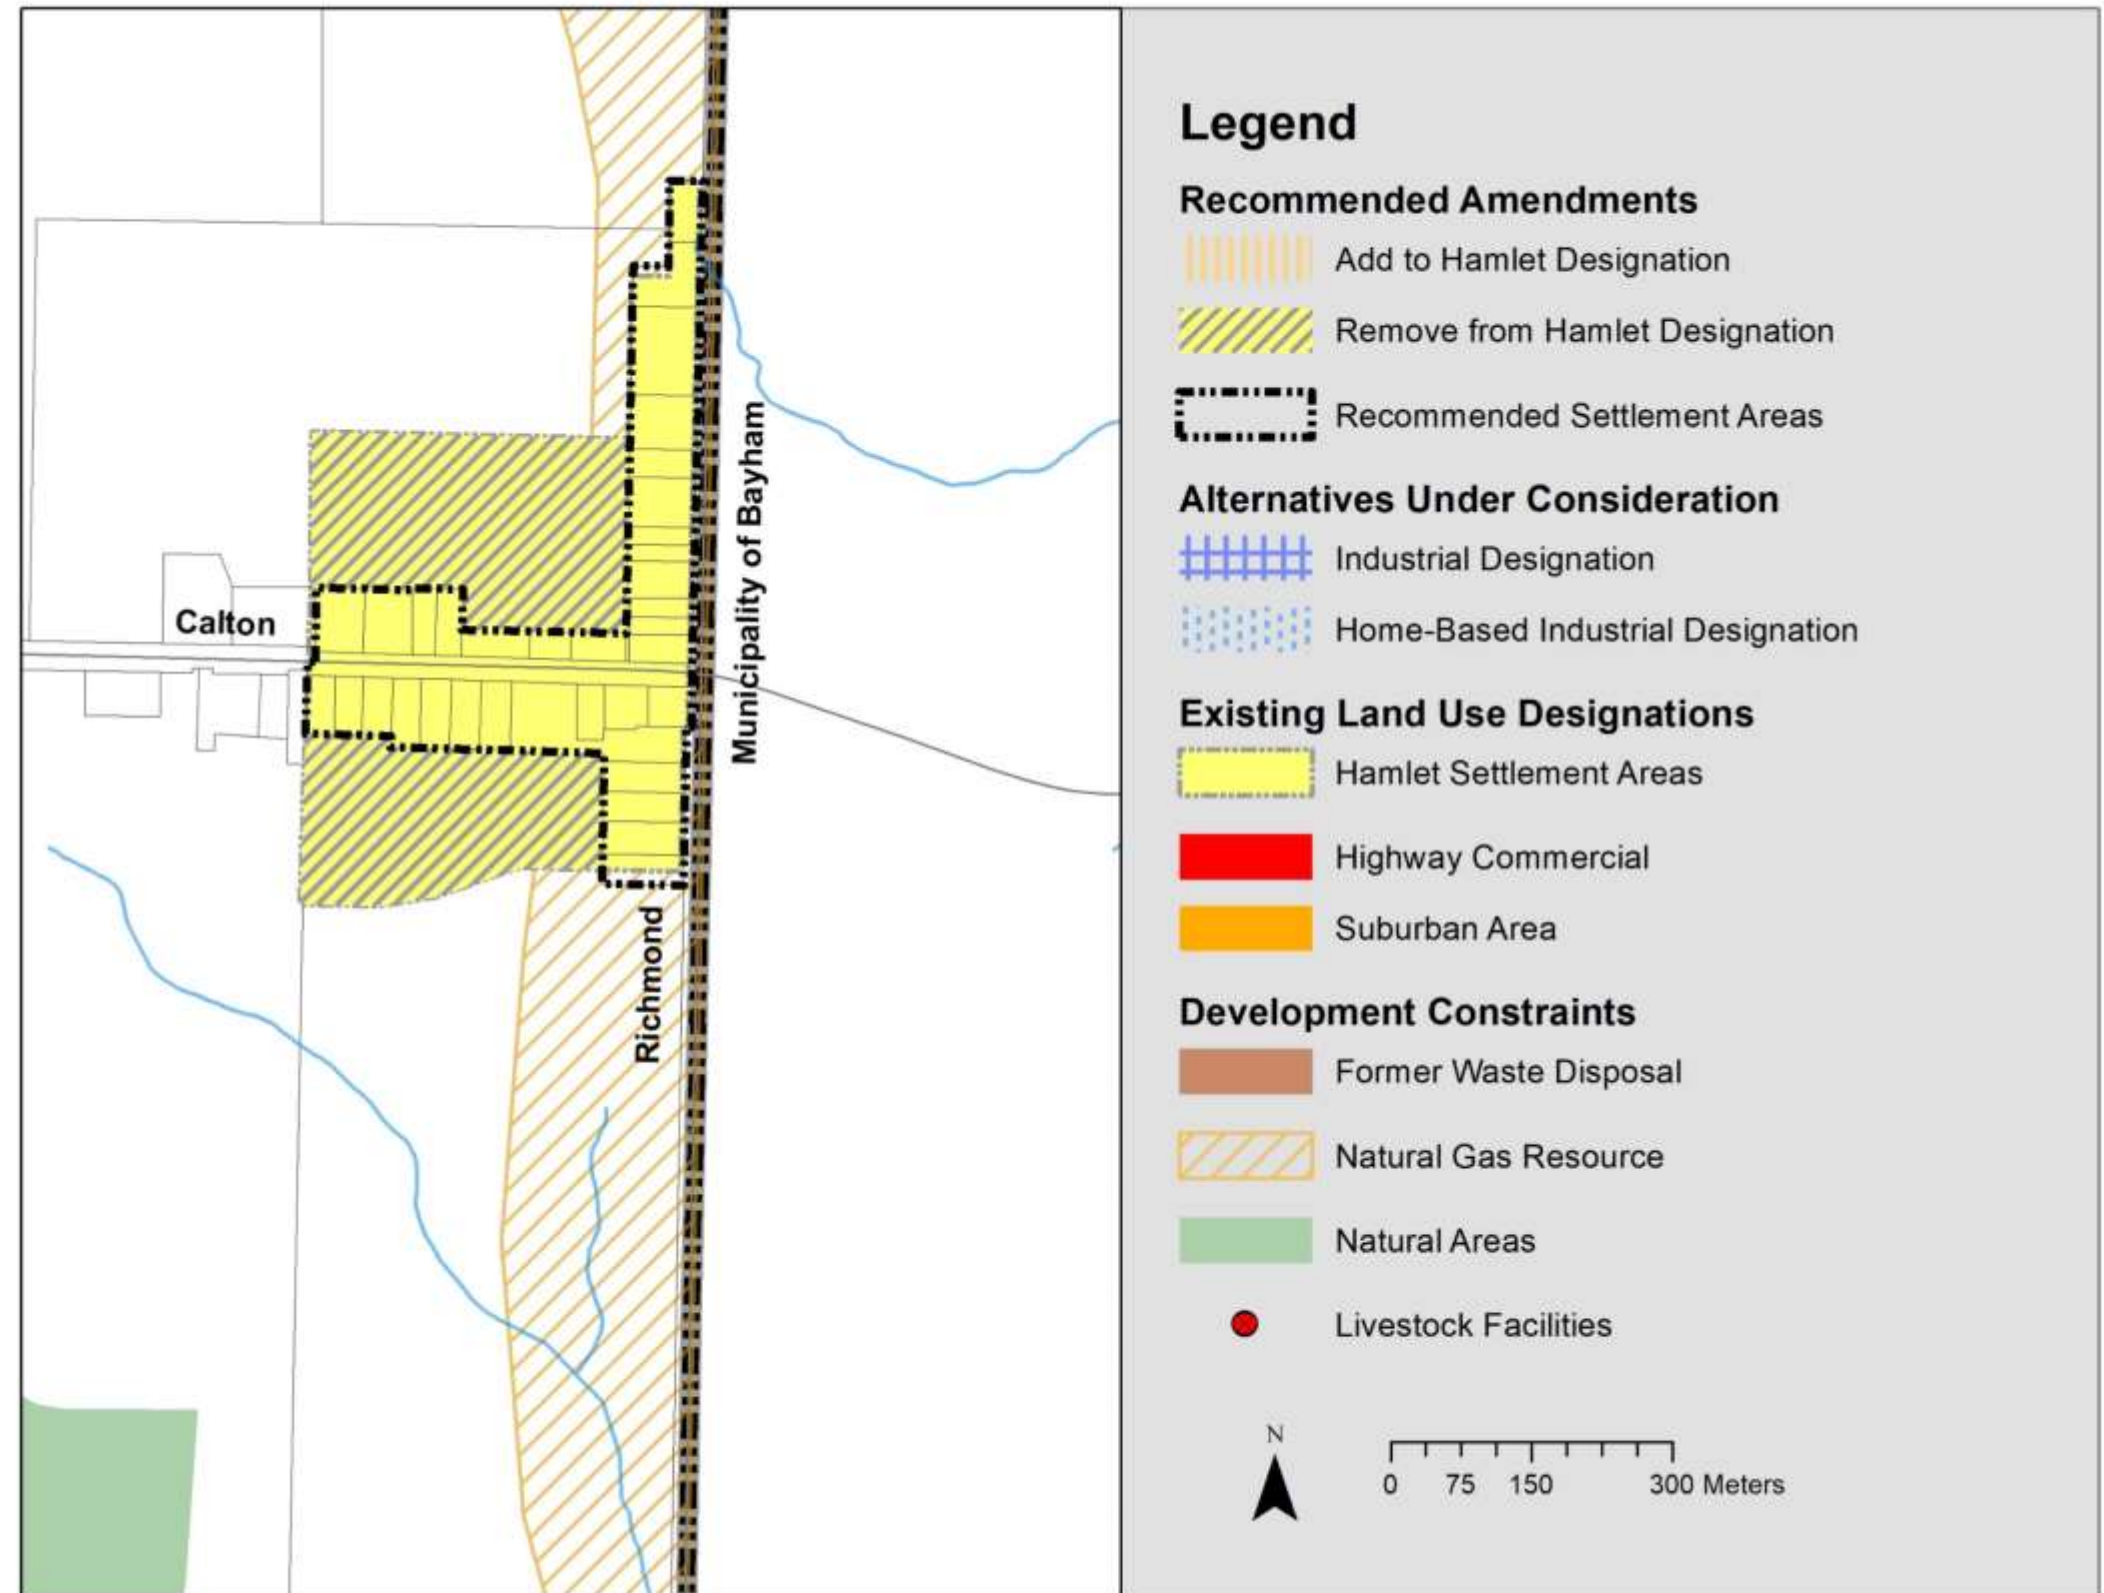 Calton
Municipality of Bayham
Richmond
Legend
Recommended Amendments
Add to Hamlet Designation
Remove from Hamlet Designation
Recommended Settlement Areas
Alternatives Under Consideration
Industrial Designation
Home-Based Industrial Designation
Existing Land Use Designations
Hamlet Settlement Areas
Highway Commercial
Suburban Area
Development Constraints
Former Waste Disposal
Natural Gas Resource
Natural Areas
Livestock Facilities
N
0 75 150 300 Meters